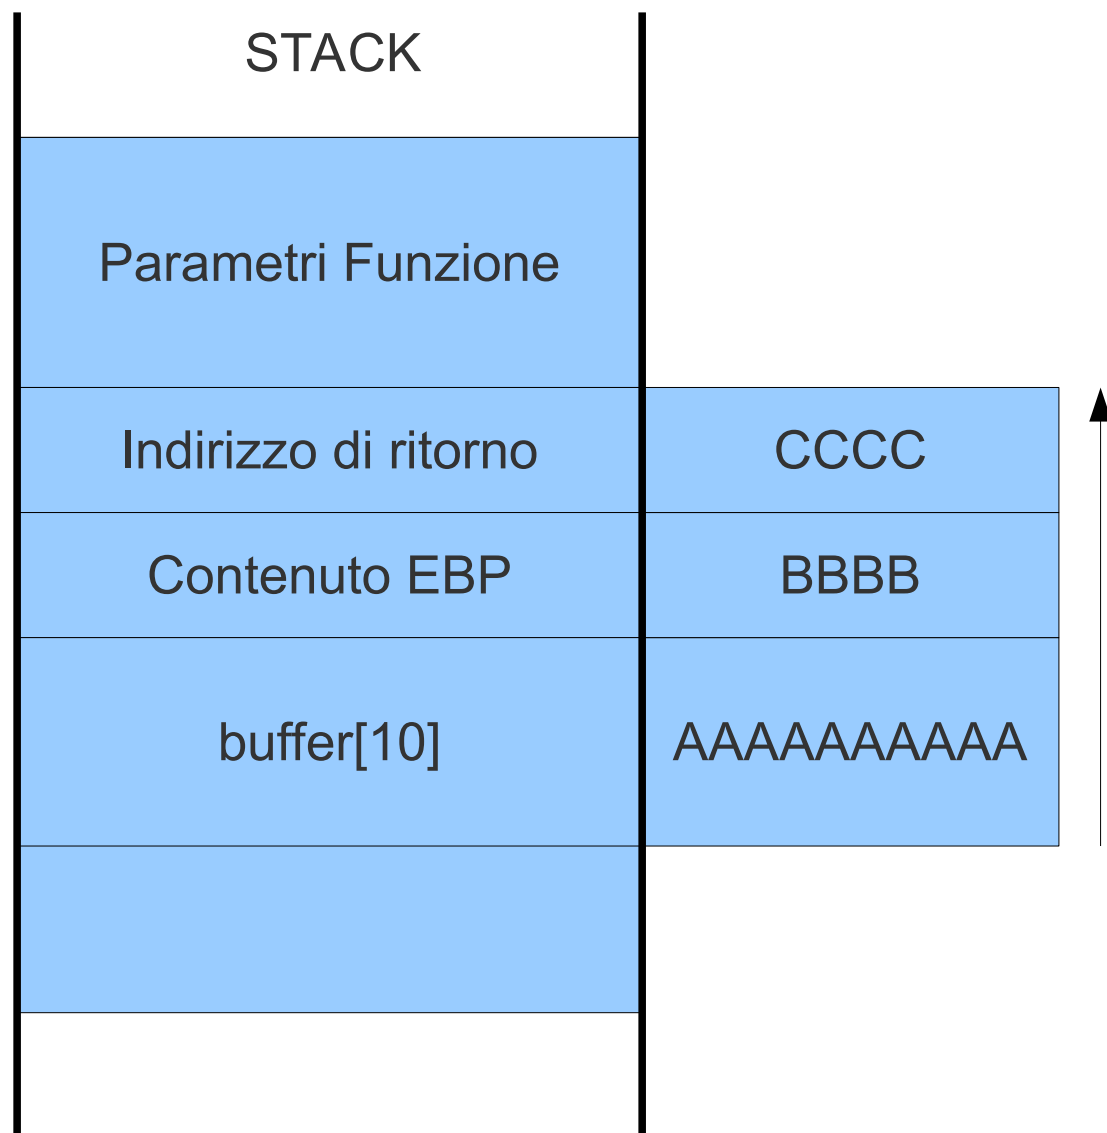 STACK
Parametri Funzione
Indirizzo di ritorno
CCCC
Contenuto EBP
BBBB
buffer[10]
AAAAAAAAAA